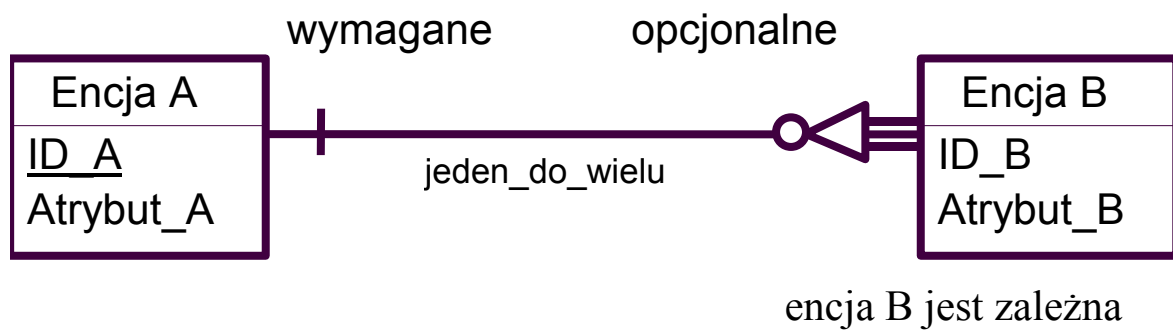 wymagane opcjonalne
Encja A
ID_A
Atrybut_A
jeden_do_wielu
Encja B
ID_B
Atrybut_B
encja B jest zależna